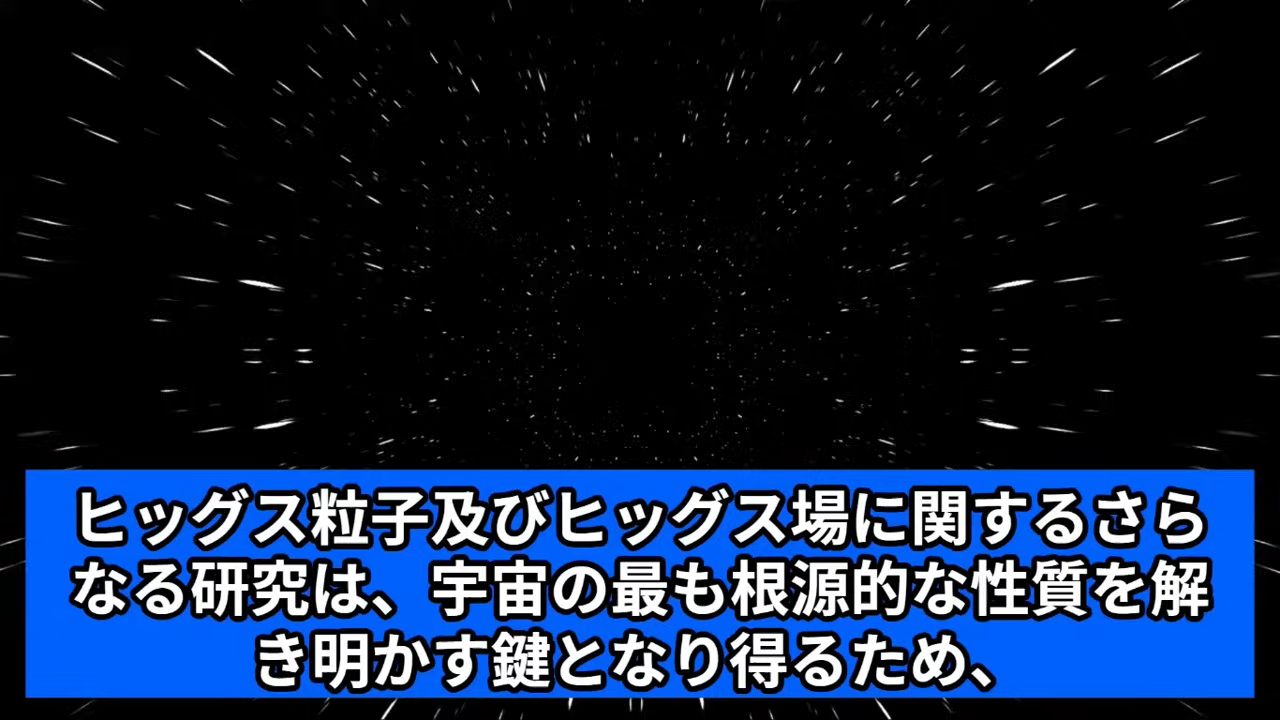 ヒッグス粒子及びヒッグス場に関するさら
なる研究は、宇宙の最も根源的な性質を解
き明かす鍵となり得るため、